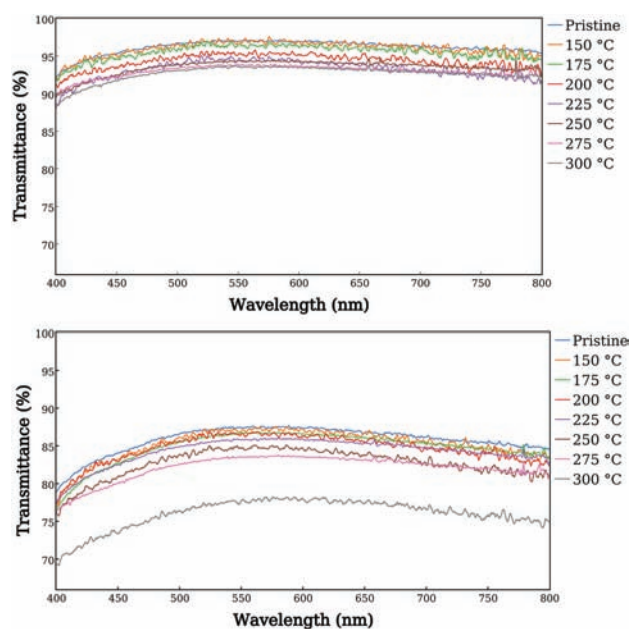 100
95
90
85
80
75
70
Transmittance (%)
400 450 500 550 600 650 700 750 800
Wavelength (nm)
Pristine
150 °C
175 °C
200 °C
225 °C
250 °C
275 °C
300 °C
100
95
90
85
80
75
70
Transmittance (%)
400 450 500 550 600 650 700 750 800
Wavelength (nm)
Pristine
150 °C
175 °C
200 °C
225 °C
250 °C
275 °C
300 °C